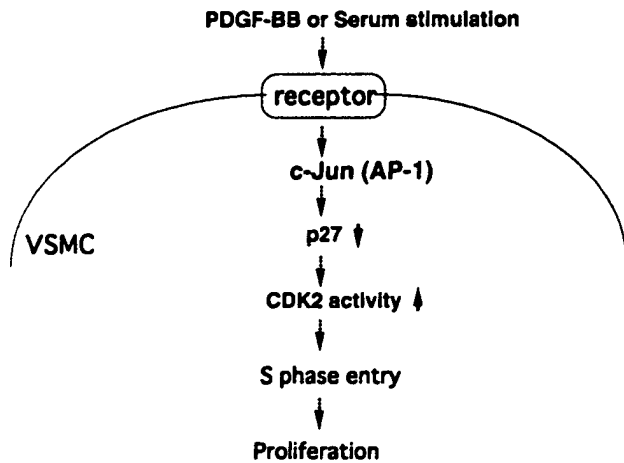 PDGF-BB or Serum stimulation
receptor
c-Jun (AP-1)
p27
VSMC
CDK2 activity
S phase entry
Proliferation